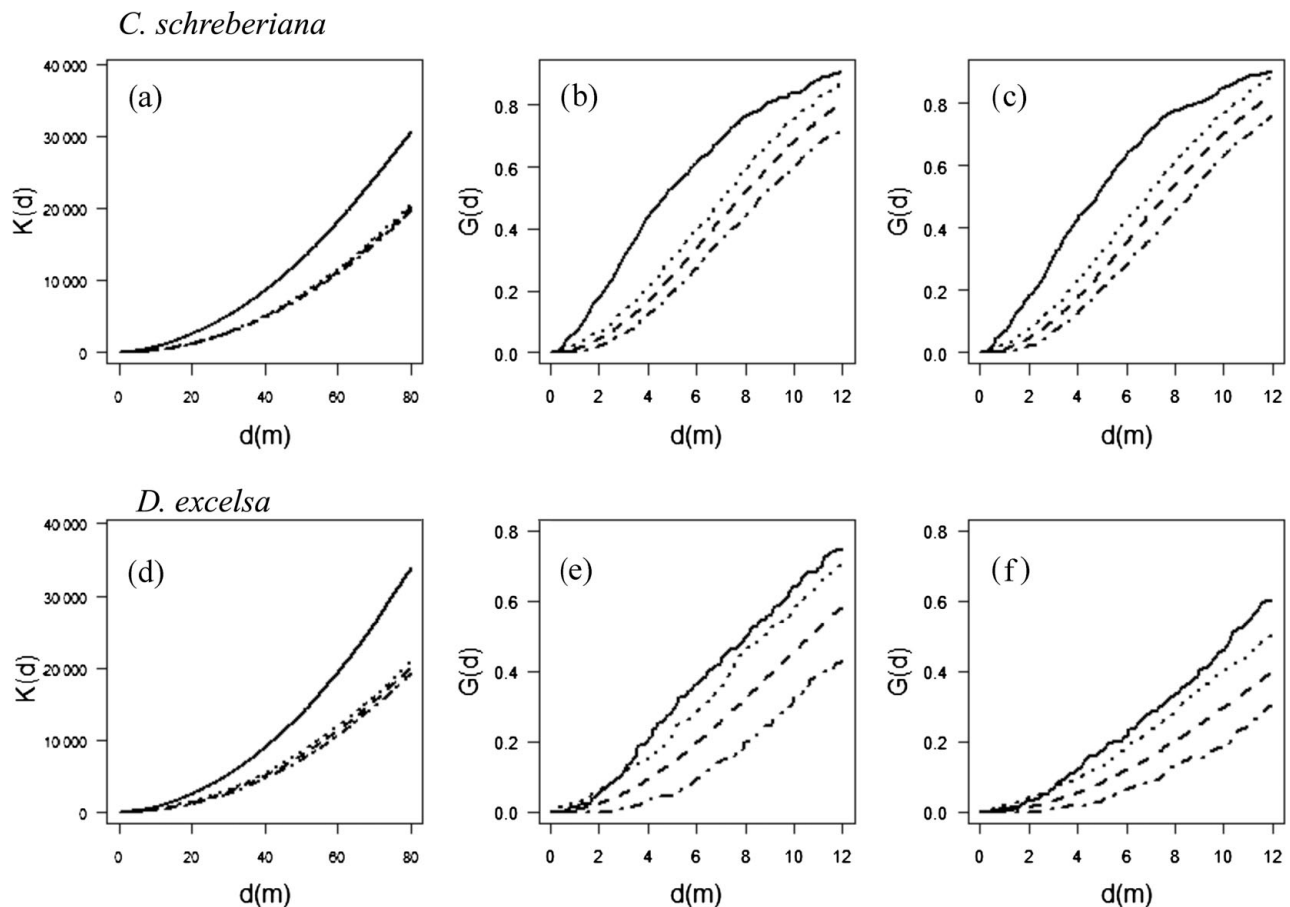 C. schreberiana
(a)
K(d)
40 000
30 000
20 000
10 000
0
0 20 40 60 80
d(m)
(b)
G(d)
0.8
0.6
0.4
0.2
0.0
0 2 4 6 8 10 12
d(m)
(c)
G(d)
0.8
0.6
0.4
0.2
0.0
0 2 4 6 8 10 12
d(m)
D. excelsa
(d)
K(d)
40 000
30 000
20 000
10 000
0
0 20 40 60 80
d(m)
(e)
G(d)
0.8
0.6
0.4
0.2
0.0
0 2 4 6 8 10 12
d(m)
(f)
G(d)
0.8
0.6
0.4
0.2
0.0
0 2 4 6 8 10 12
d(m)